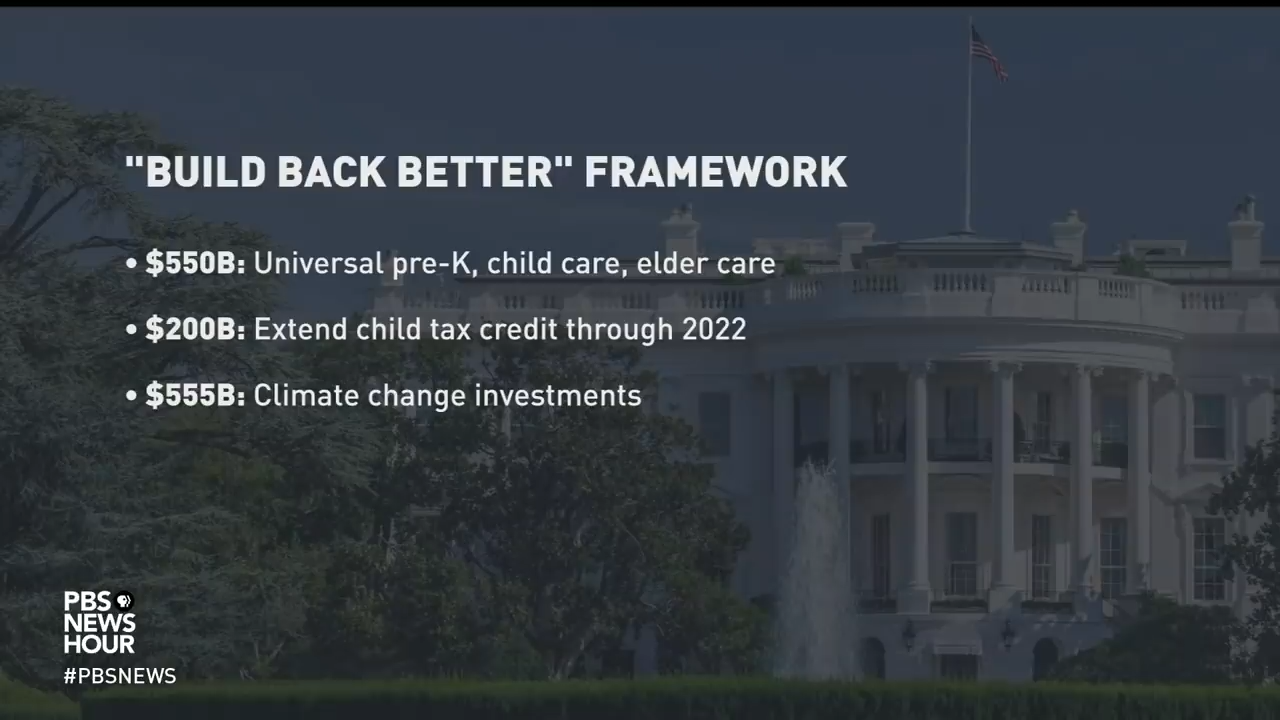 "BUILD BACK BETTER" FRAMEWORK
• $550B: Universal pre-K, child care, elder care
• $200B: Extend child tax credit through 2022
• $555B: Climate change investments
PBS
NEWS
HOUR
#PBSNEWS